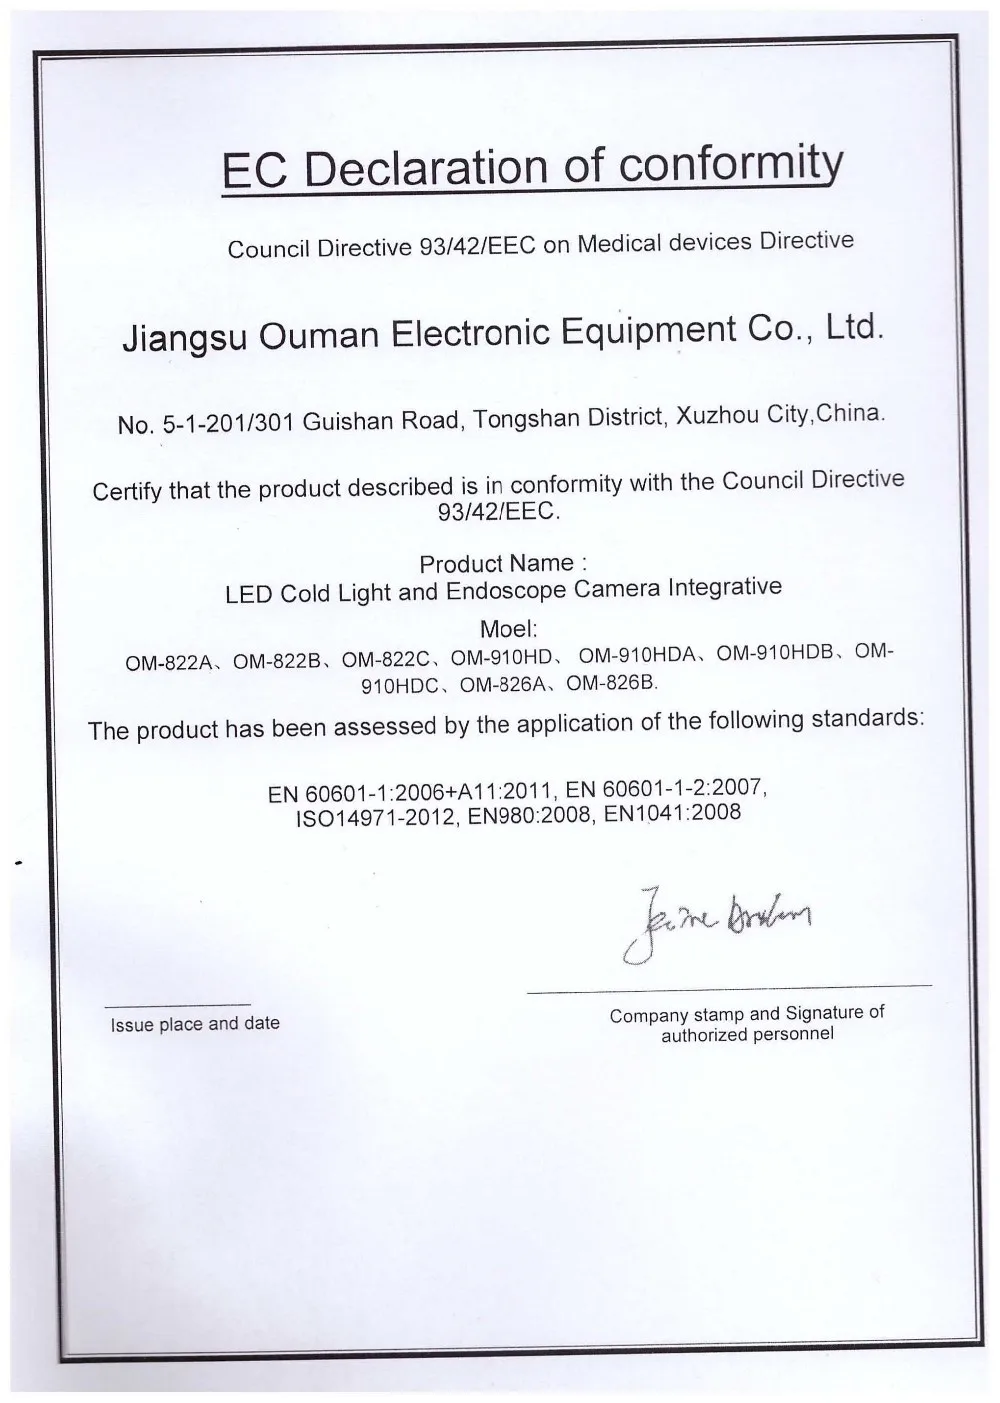 EC Declaration of conformity
Council Directive 93/42/EEC on Medical devices Directive
Jiangsu Ouman Electronic Equipment Co., Ltd.
No. 5-1-201/301 Guishan Road, Tongshan District, Xuzhou City,China.
Certify that the product described is in conformity with the Council Directive
93/42/EEC.
Product Name :
LED Cold Light and Endoscope Camera Integrative
Moel:
OM-822A、OM-822B、OM-822C、OM-910HD、 OM-910HDA、OM-910HDB、OM-
910HDC、OM-826A、OM-826B.
The product has been assessed by the application of the following standards:
EN 60601-1:2006+A11:2011, EN 60601-1-2:2007,
ISO14971-2012, EN980:2008, EN1041:2008
Issue place and date
Company stamp and Signature of
authorized personnel